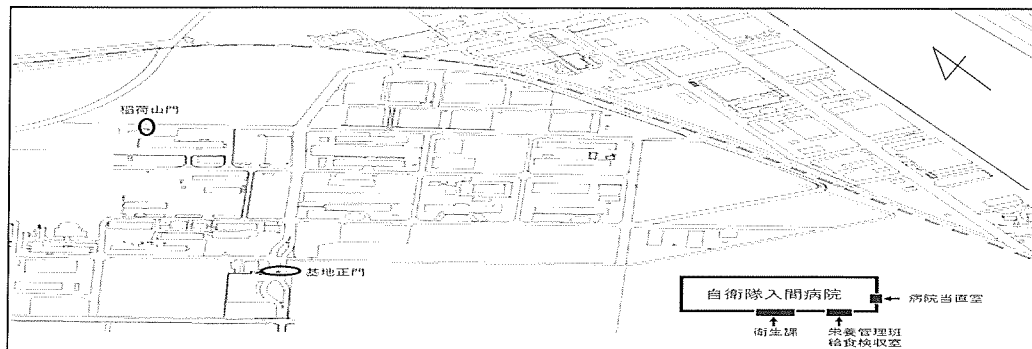 稲荷山門
基地正門
自衛隊入間病院
← 病院当直室
衛生課
栄養管理班
給食検収室